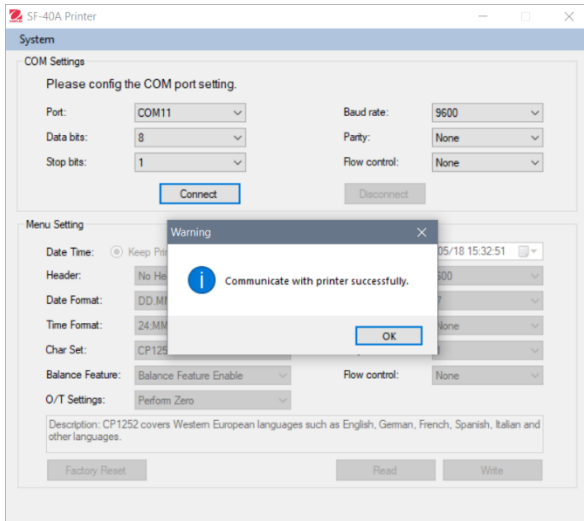 SF-40A Printer
System
COM Settings
Please config the COM port setting.
Port: COM11 Baud rate: 9600
Data bits: 8 Parity: None
Stop bits: 1 Flow control: None
Connect Disconnect
Menu Setting
Warning
Date Time: Keep 05/18 15:32:51
Header: No
Communicate with printer successfully.
Date Format:
Time Format:
OK
Char Set:
Balance Feature: Balance Feature Enable Flow control: None
O/T Settings: Perform Zero
Description: CP1252 covers Western European languages such as English, German, French, Spanish, Italian and
other languages.
Factory Reset Read Write